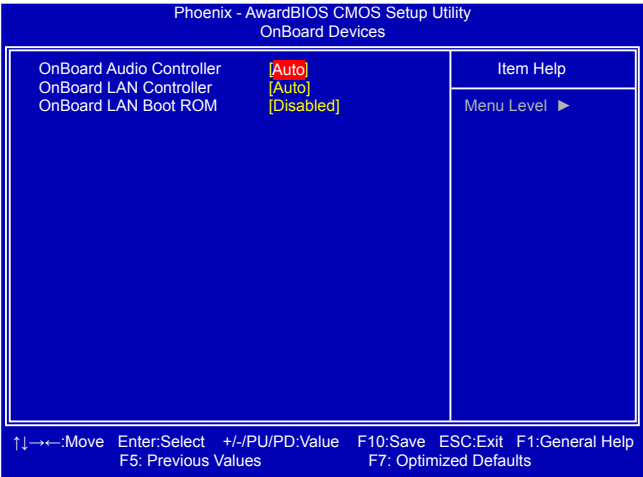 Phoenix - AwardBIOS CMOS Setup Utility
OnBoard Devices
OnBoard Audio Controller [Auto]
OnBoard LAN Controller [Auto]
OnBoard LAN Boot ROM [Disabled]
Item Help
Menu Level ►
↑↓→←:Move Enter:Select +/-/PU/PD:Value F10:Save ESC:Exit F1:General Help
F5: Previous Values F7: Optimized Defaults